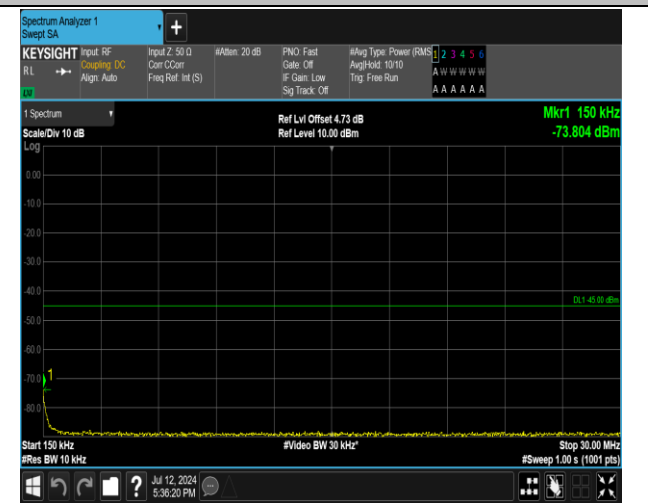 Spectrum Analyzer 1
Swept SA
+
KEYSIGHT Input: RF Input Z: 50 Ω #Atten: 20 dB PNO: Fast #Avg Type: Power (RMS 1 2 3 4 5 6
RL Coupling: DC Corr CCorr Gate: Off Avg|Hold: 10/10 A W W W W W
Align: Auto Freq Ref: Int (S) IF Gain: Low Trig: Free Run
Sig Track: Off A A A A A A
1 Spectrum
Ref Lvl Offset 4.73 dB Mkr1 150 kHz
Scale/Div 10 dB Ref Level 10.00 dBm -73.804 dBm
Log
0.00
-10.0
-20.0
-30.0
-40.0
DL1 -45.00 dBm
-50.0
-60.0
1
-70.0
-80.0
Start 150 kHz #Video BW 30 kHz* Stop 30.00 MHz
#Res BW 10 kHz #Sweep 1.00 s (1001 pts)
? Jul 12, 2024
5:36:20 PM